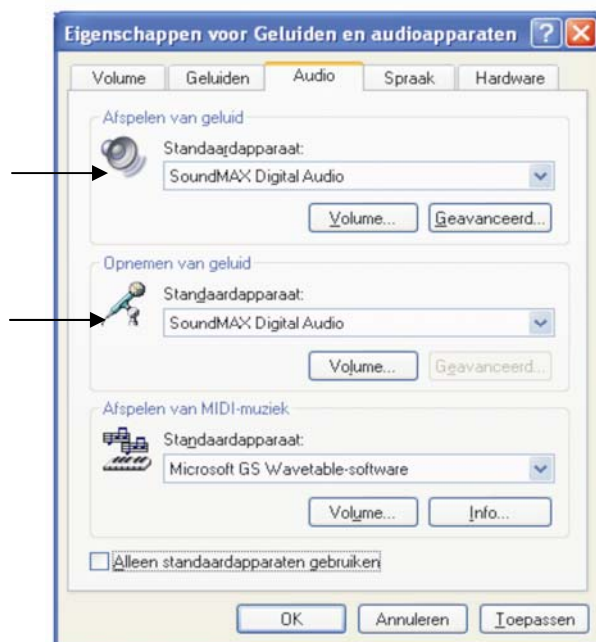 Eigenschappen voor Geluiden en audioapparaten
Volume Geluiden Audio Spraak Hardware
Afspelen van geluid
Standaardapparaat:
SoundMAX Digital Audio
Volume... Geavanceerd...
Opnemen van geluid
Standaardapparaat:
SoundMAX Digital Audio
Volume... Geavanceerd...
Afspelen van MIDI-muziek
Standaardapparaat:
Microsoft GS Wavetable-software
Volume... Info...
Alleen standaardapparaten gebruiken
OK Annuleren Toepassen